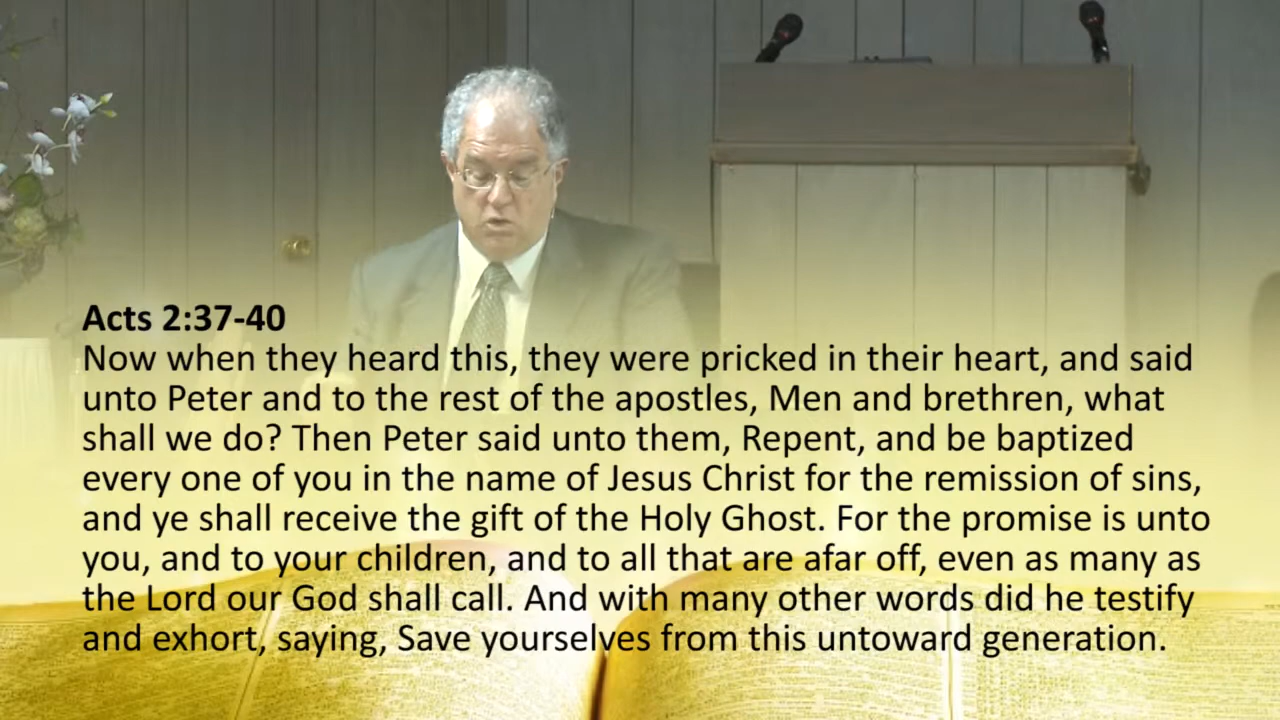 Acts 2:37-40
Now when they heard this, they were pricked in their heart, and said
unto Peter and to the rest of the apostles, Men and brethren, what
shall we do? Then Peter said unto them, Repent, and be baptized
every one of you in the name of Jesus Christ for the remission of sins,
and ye shall receive the gift of the Holy Ghost. For the promise is unto
you, and to your children, and to all that are afar off, even as many as
the Lord our God shall call. And with many other words did he testify
and exhort, saying, Save yourselves from this untoward generation.